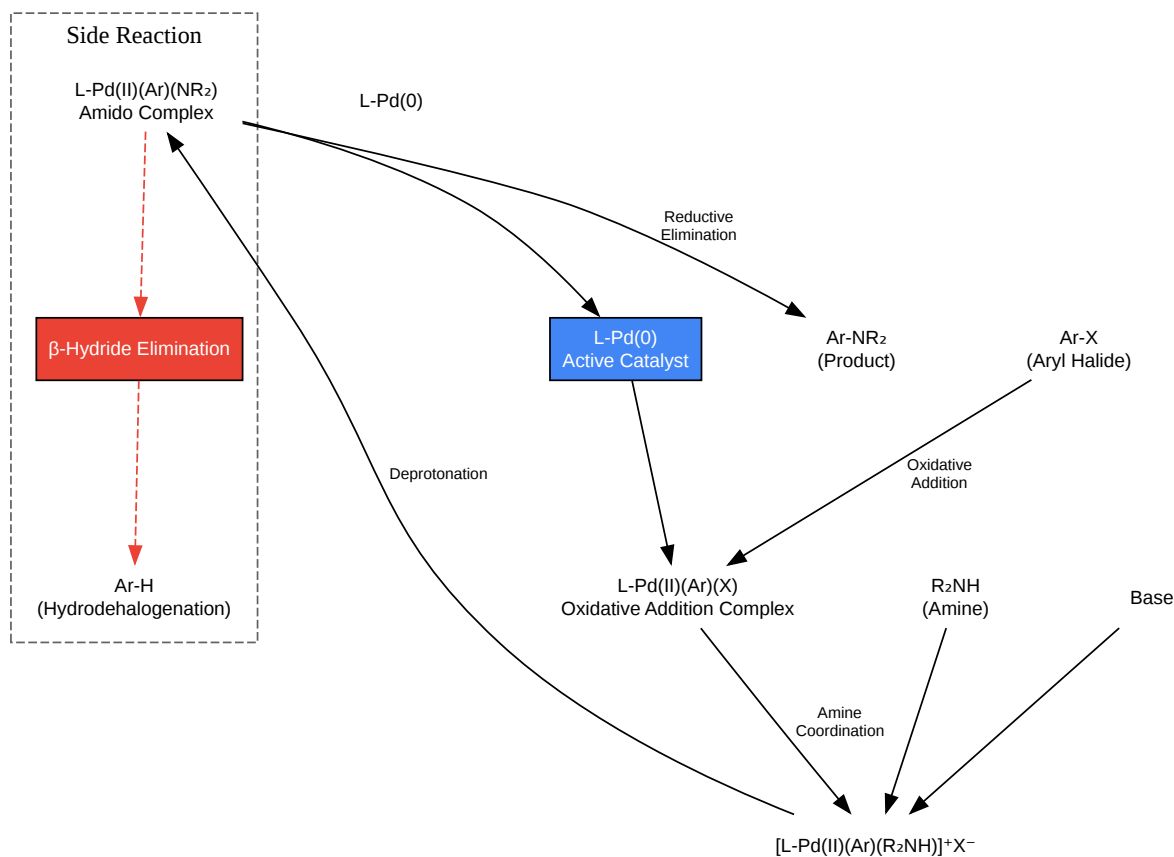 Side Reaction
L-Pd(II)(Ar)(NR₂)
Amido Complex
L-Pd(0)
Reductive
Elimination
β-Hydride Elimination
L-Pd(0)
Active Catalyst
Ar-NR₂
(Product)
Ar-X
(Aryl Halide)
Deprotonation
Oxidative
Addition
Ar-H
(Hydrodehalogenation)
L-Pd(II)(Ar)(X)
Oxidative Addition Complex
R₂NH
(Amine)
Base
Amine
Coordination
[L-Pd(II)(Ar)(R₂NH)]⁺X⁻